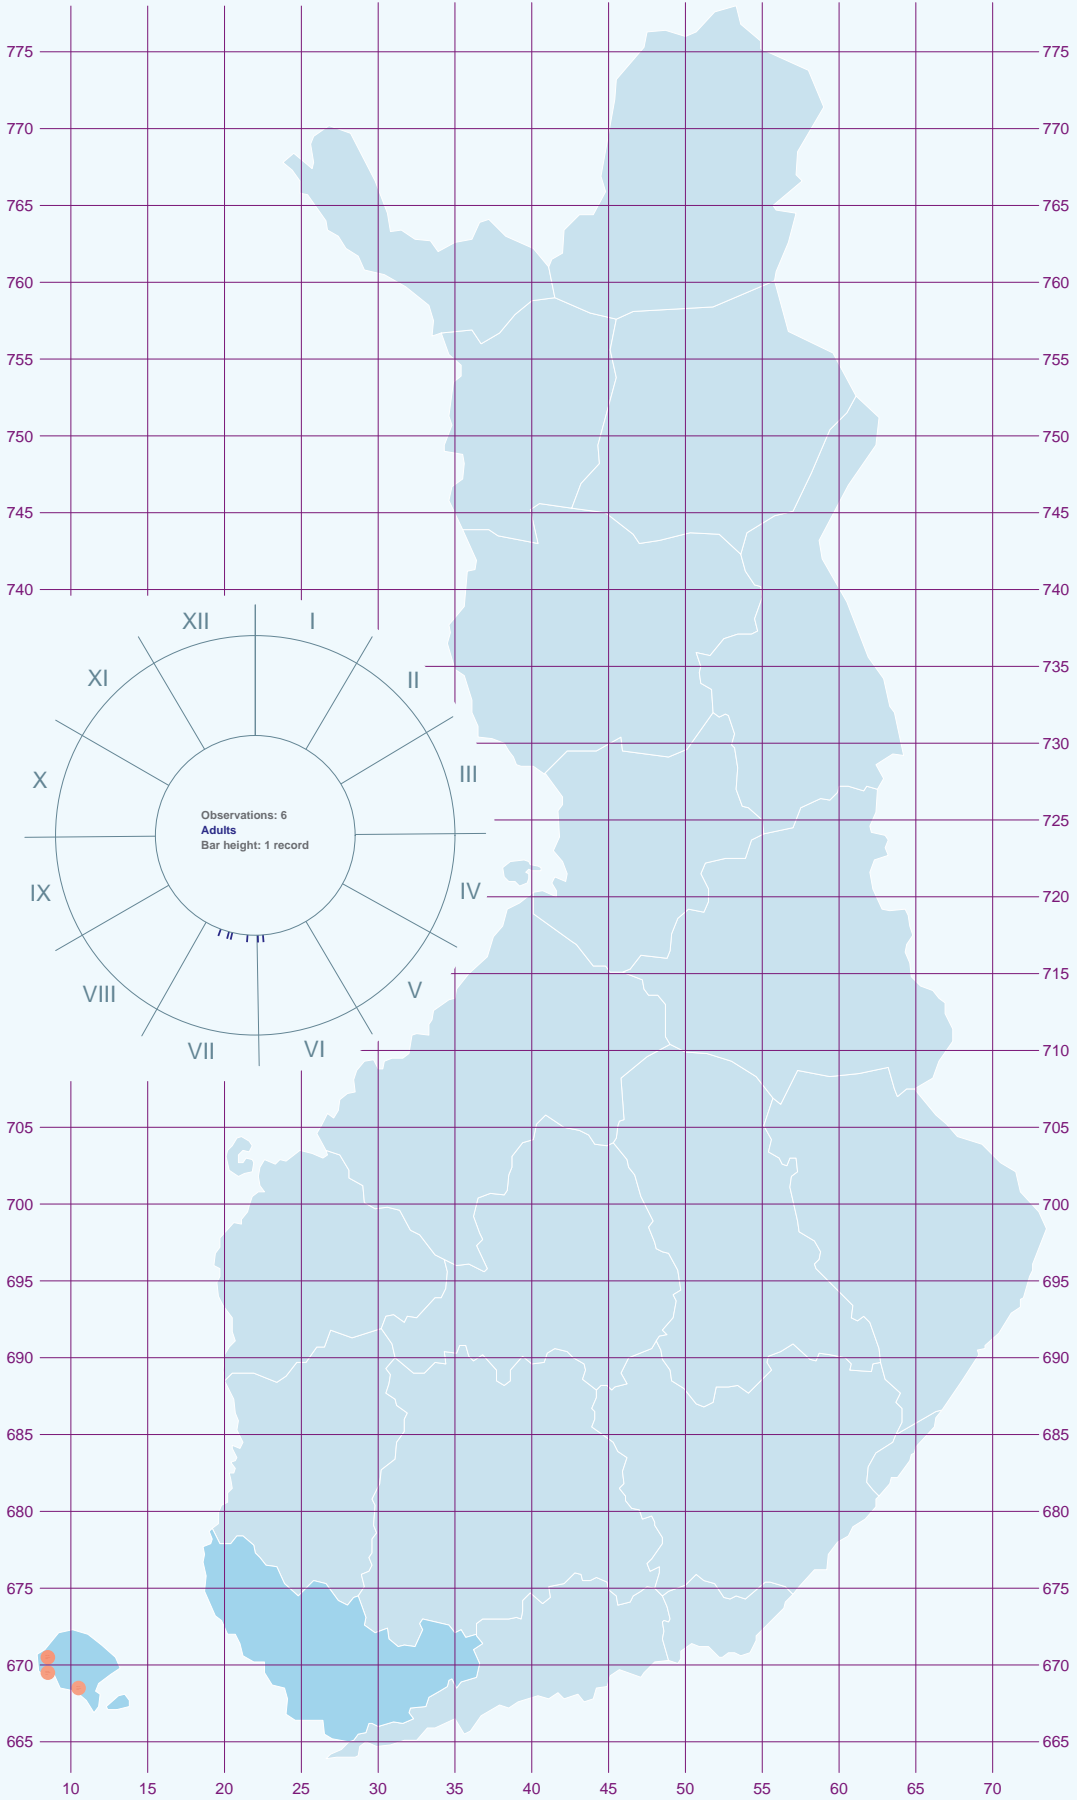 775 775
770 770
765 765
760 760
755 755
750 750
745 745
740 740
XII I
XI II
735
730
X III
Observations: 6
Adults
Bar height: 1 record
725
IX IV
720
VIII V
715
VII VI
710
705 705
700 700
695 695
690 690
685 685
680 680
675 675
670 670
665 665
10 15 20 25 30 35 40 45 50 55 60 65 70